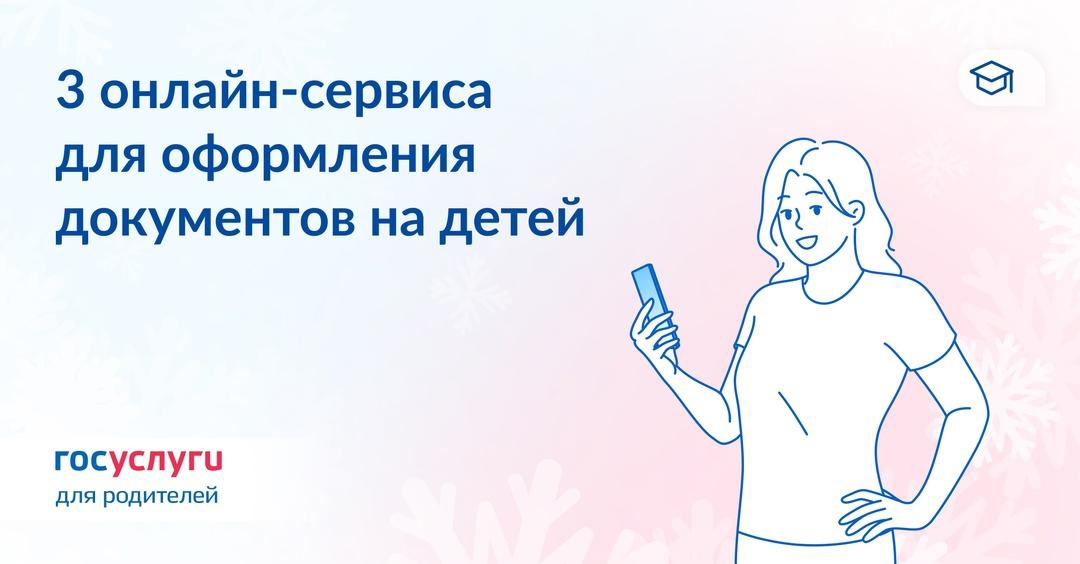 3 онлайн-сервиса
для оформления
документов на детей
госуслуги
для родителей